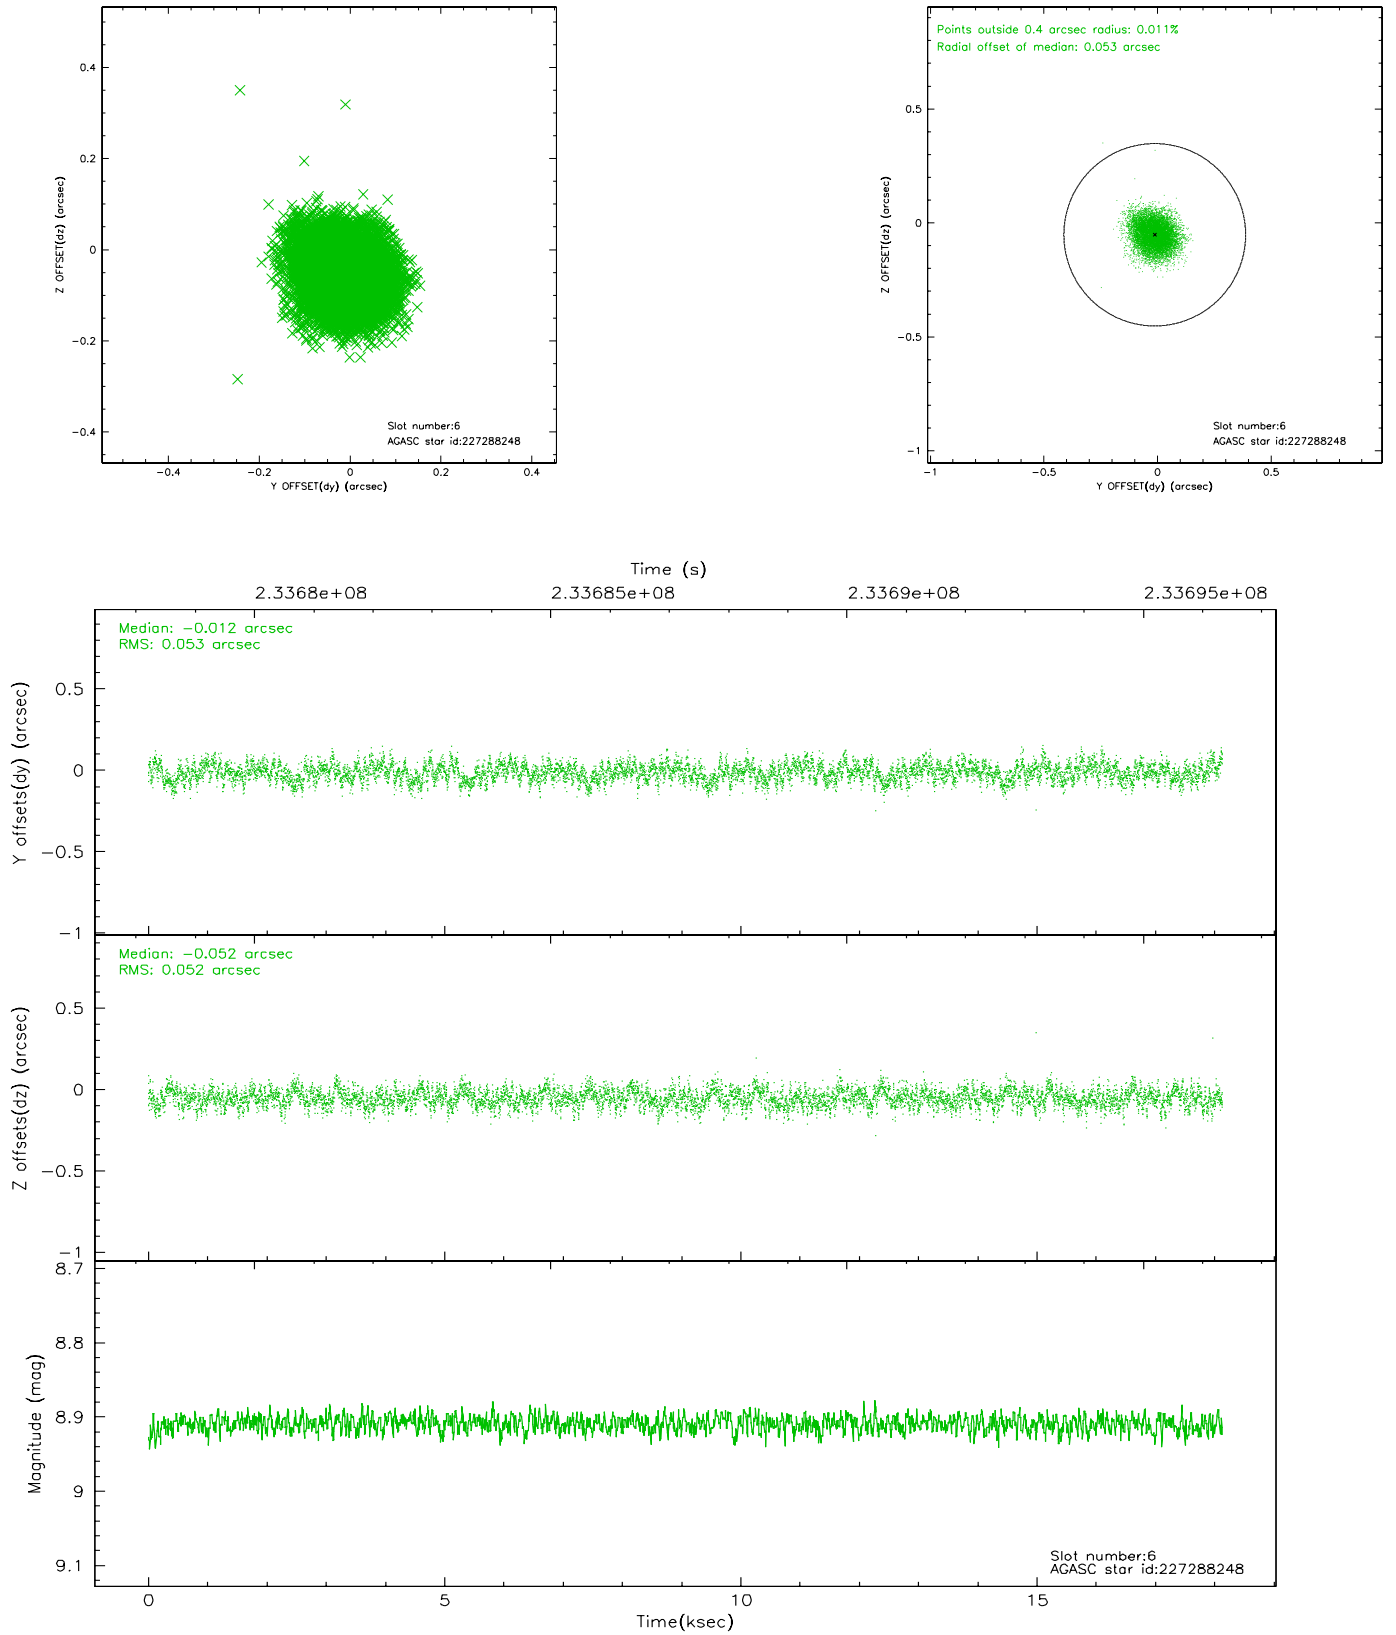 0.4
0.2
0
−0.2
−0.4
Z OFFSET(dz) (arcsec)
Slot number:6
AGASC star id:227288248
−0.4
−0.2
0
0.2
0.4
Y OFFSET(dy) (arcsec)
Points outside 0.4 arcsec radius: 0.011%
Radial offset of median: 0.053 arcsec
0.5
0
−0.5
−1
Z OFFSET(dz) (arcsec)
Slot number:6
AGASC star id:227288248
−1
−0.5
0
0.5
Y OFFSET(dy) (arcsec)
Time (s)
2.3368e+08
2.33685e+08
2.3369e+08
2.33695e+08
Median: −0.012 arcsec
RMS: 0.053 arcsec
0.5
0
−0.5
−1
Y offsets(dy) (arcsec)
Median: −0.052 arcsec
RMS: 0.052 arcsec
0.5
0
−0.5
−1
Z offsets(dz) (arcsec)
8.7
8.8
8.9
9
9.1
Magnitude (mag)
Slot number:6
AGASC star id:227288248
0
5
10
15
Time(ksec)